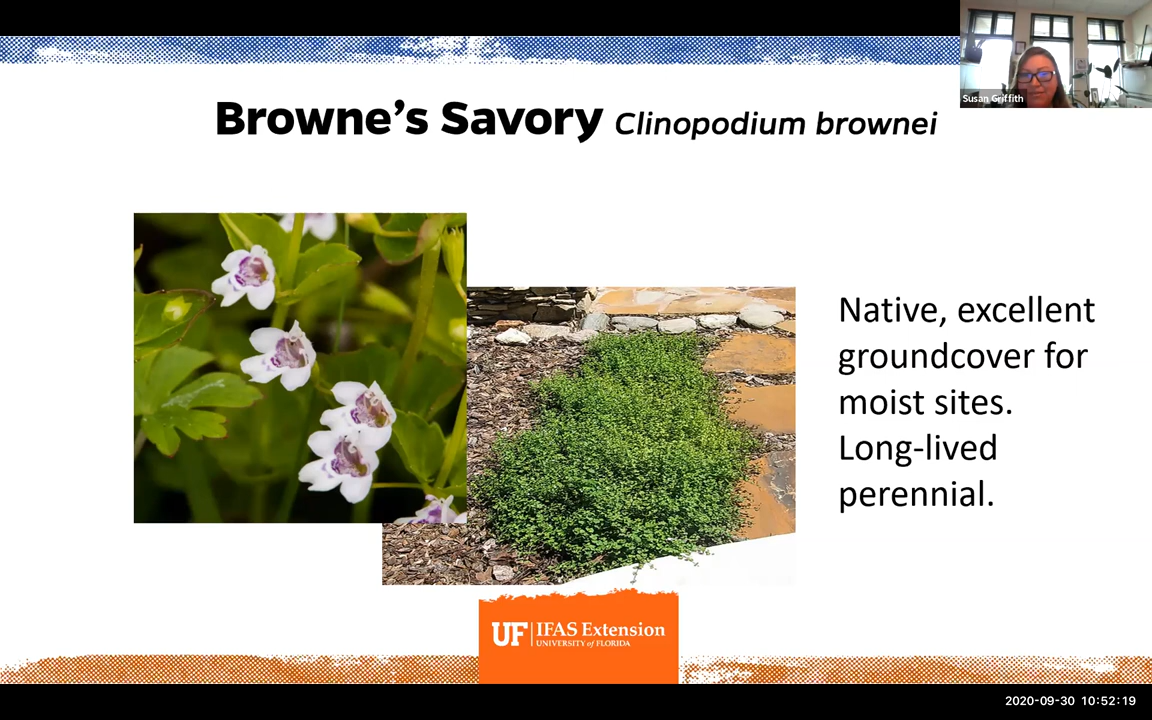 Susan Griffith
Browne’s Savory Clinopodium brownei
Native, excellent
groundcover for
moist sites.
Long-lived
perennial.
UF IFAS Extension
UNIVERSITY of FLORIDA
2020-09-30 10:52:19